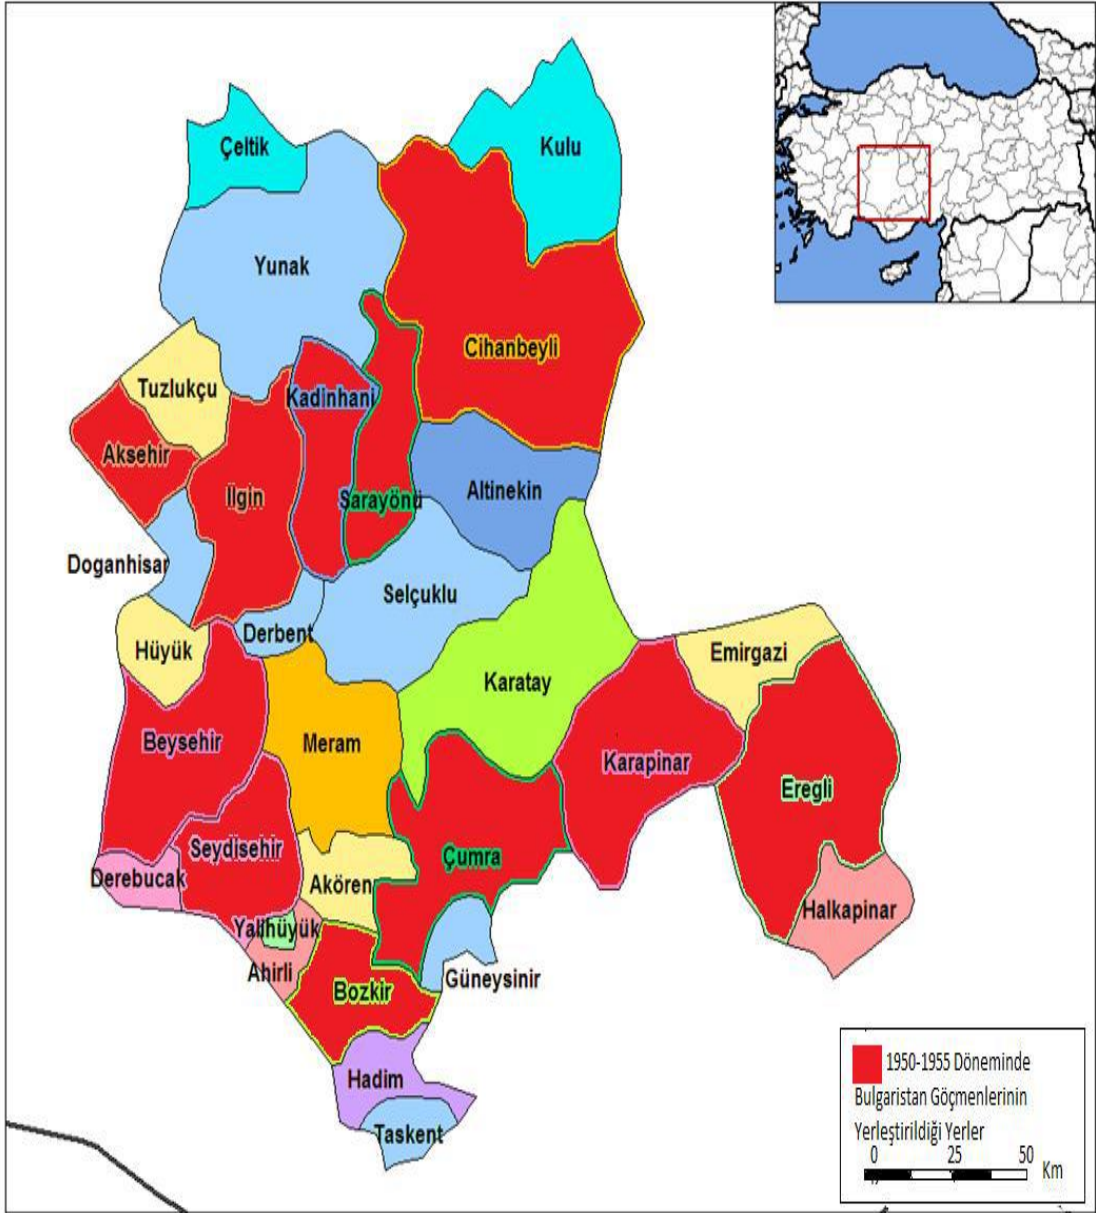 Çeltik
Kulu
Yunak
Cihanbeyli
Tuzlukçu
Kadinhani
Aksehir
Ilgin
Sarayönü
Altinekin
Doganhisar
Selçuklu
Derbent
Hüyük
Emirgazi
Karatay
Beysehir
Meram
Karapinar
Eregli
Seydisehir
Çumra
Derebucak
Akören
Halkapinar
Yalihüyük
Ahirli
Güneysinir
Bozkir
Hadim
Taskent
1950-1955 Döneminde
Bulgaristan Göçmenlerinin
Yerleştirildiği Yerler
0 25 50
Km